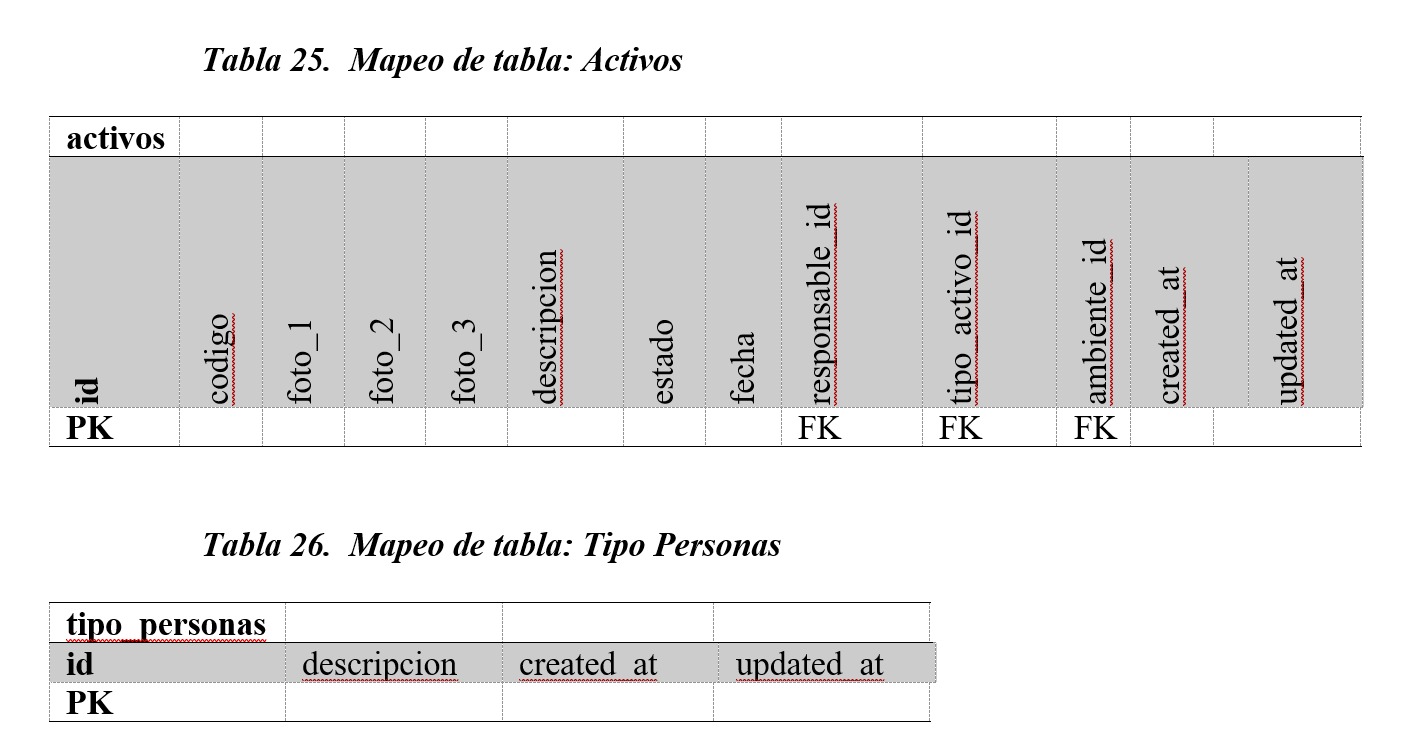 Tabla 25. Mapeo de tabla: Activos
activos
id codigo foto_1 foto_2 foto_3 descripcion estado fecha responsable_id tipo_activo_id ambiente_id created_at updated_at
PK FK FK FK
Tabla 26. Mapeo de tabla: Tipo Personas
tipo_personas
id descripcion created_at updated_at
PK